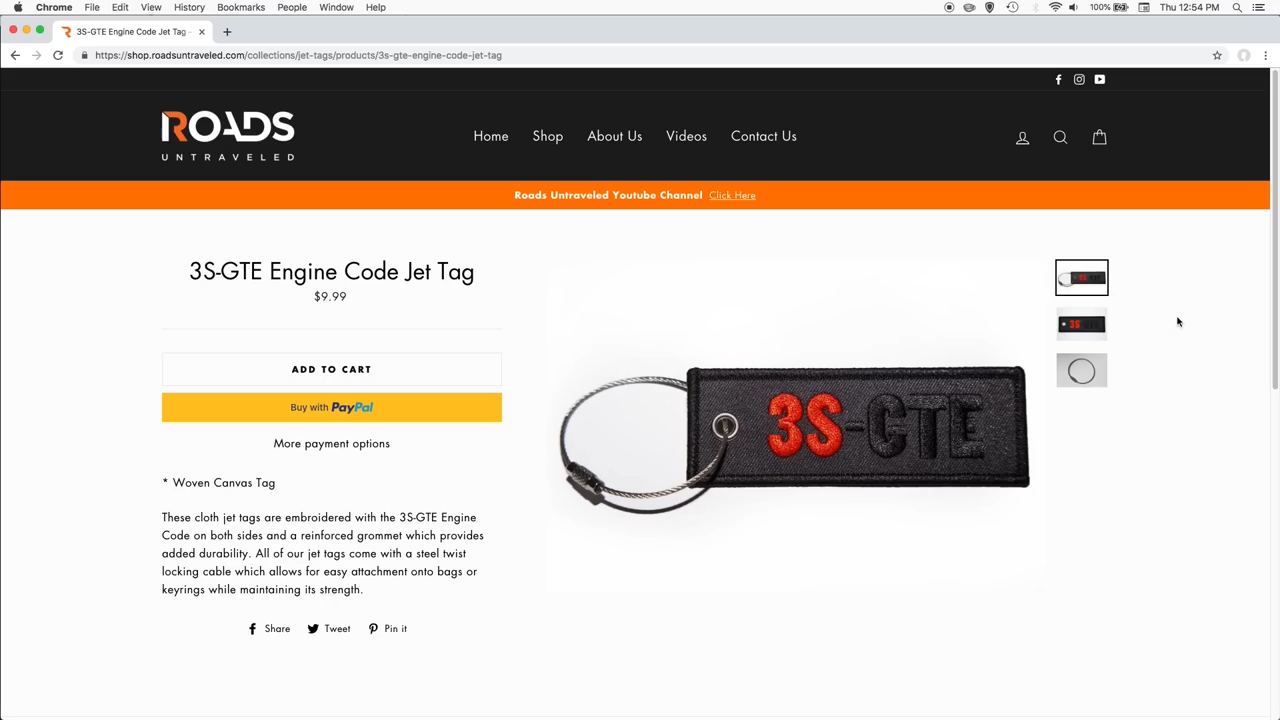 Chrome File Edit View History Bookmarks People Window Help 100% Thu 12:54 PM
3S-GTE Engine Code Jet Tag -
https://shop.roadsuntraveled.com/collections/jet-tags/products/3s-gte-engine-code-jet-tag
ROADS
UNTRAVELED
Home Shop About Us Videos Contact Us
Roads Untraveled Youtube Channel Click Here
3S-GTE Engine Code Jet Tag
$9.99
ADD TO CART
Buy with PayPal
More payment options
* Woven Canvas Tag
These cloth jet tags are embroidered with the 3S-GTE Engine
Code on both sides and a reinforced grommet which provides
added durability. All of our jet tags come with a steel twist
locking cable which allows for easy attachment onto bags or
keyrings while maintaining its strength.
Share Tweet Pin it
3S-GTE
3S-GTE
3S-GTE